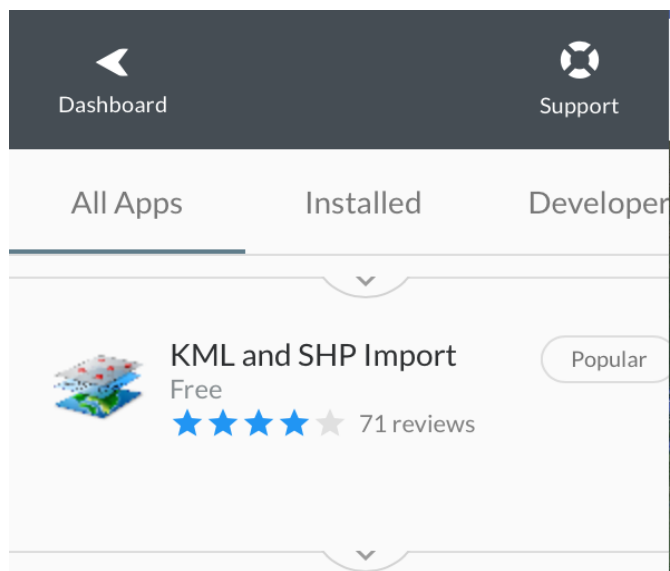 Dashboard
Support
All Apps
Installed
Developer
KML and SHP Import
Popular
Free
71 reviews